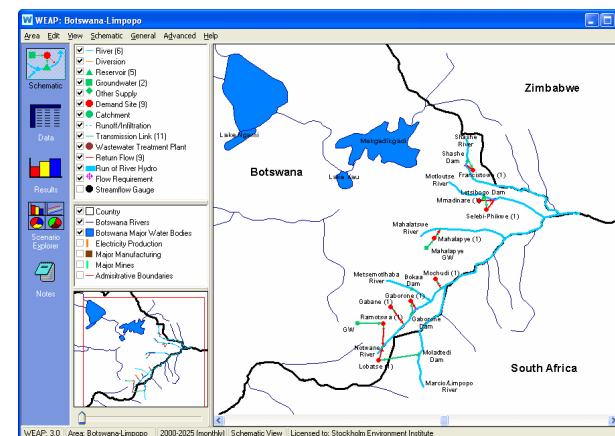 WEAP: Botswana-Limpopo
Area Edit View Schematic General Advanced Help
Schematic
Data
Results
Scenario
Explorer
Notes
River (6)
Diversion
Reservoir (5)
Groundwater (2)
Other Supply
Demand Site (9)
Catchment
Runoff/Infiltration
Transmission Link (11)
Wastewater Treatment Plant
Return Flow (9)
Run of River Hydro
Flow Requirement
Streamflow Gauge
Country
Botswana Rivers
Botswana Major Water Bodies
Electricity Production
Major Manufacturing
Major Mines
Admisitrative Boundaries
Zimbabwe
Lake Ngami
Makgadikgadi
Shashe
River
Shashe
Dam
Francistown (1)
Botswana
Lake Xau
Motloutse
River
Letsibogo Dam
Mmadinare (1)
Selebi-Phikwe (1)
Mahalatswe
River
Mahalapye (1)
Mahalapye
GW
Metsemotlhaba
River
Bokaa
Dam
Mochudi (1)
Gabane (1)
Gaborone (1)
Ramotswa (1)
Gaborone
Dam
GW
Notwane
River
Lobatse (1)
Moladtedi
Dam
South Africa
Marcio/Limpopo
River
WEAP: 3.0 Area: Botswana-Limpopo 2000-2025 (monthly) Schematic View Licensed to: Stockholm Environment Institute